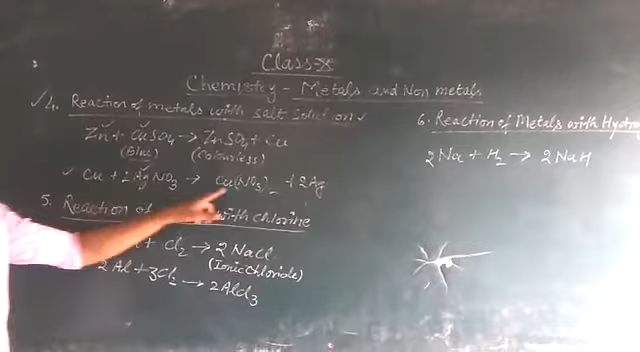 Class-X
Chemistry - Metals and Non metals
✓4. Reaction of metals with salt solution ✓
Zn + CuSO4 → ZnSO4 + Cu
(Blue) (Colourless)
✓ Cu + 2AgNO3 → Cu(NO3)2 + 2Ag
5. Reaction of with chlorine
+ Cl2 → 2NaCl
(Ionic Chloride)
2Al + 3Cl2 → 2AlCl3
6. Reaction of Metals with Hydro
2Na + H2 → 2NaH